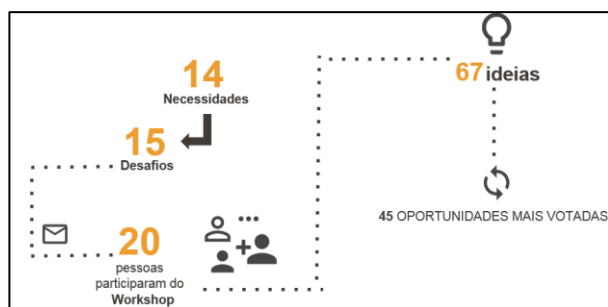 14
Necessidades
15
Desafios
20
pessoas
participaram do
Workshop
67 ideias
45 OPORTUNIDADES MAIS VOTADAS